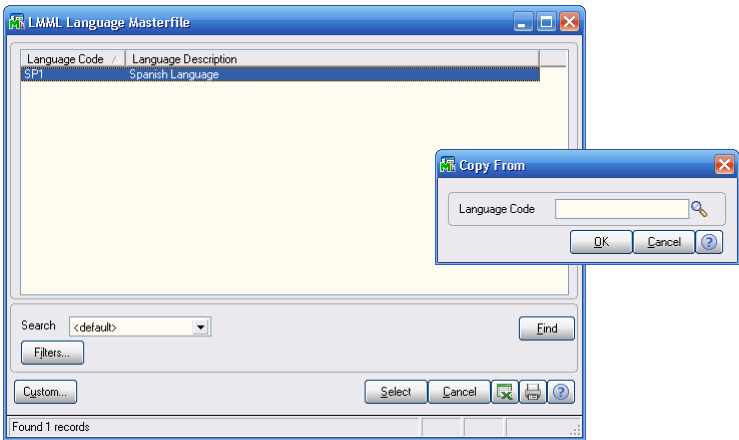 LMML Language Masterfile
Language Code Language Description
SP1 Spanish Language
Copy From
Language Code
OK Cancel
Search <default> Find
Filters...
Custom... Select Cancel
Found 1 records